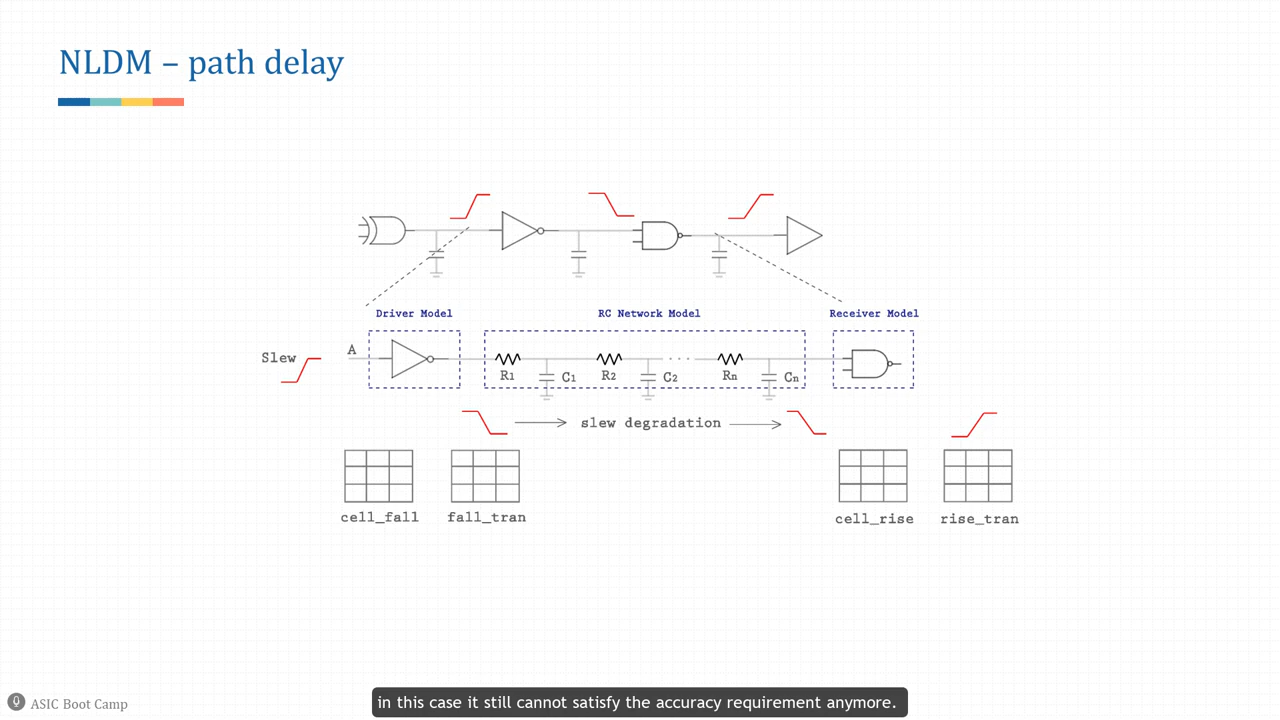 NLDM – path delay
Driver Model
RC Network Model
Receiver Model
Slew
A
R1
C1
R2
C2
...
Rn
Cn
slew degradation
cell_fall
fall_tran
cell_rise
rise_tran
in this case it still cannot satisfy the accuracy requirement anymore.
ASIC Boot Camp